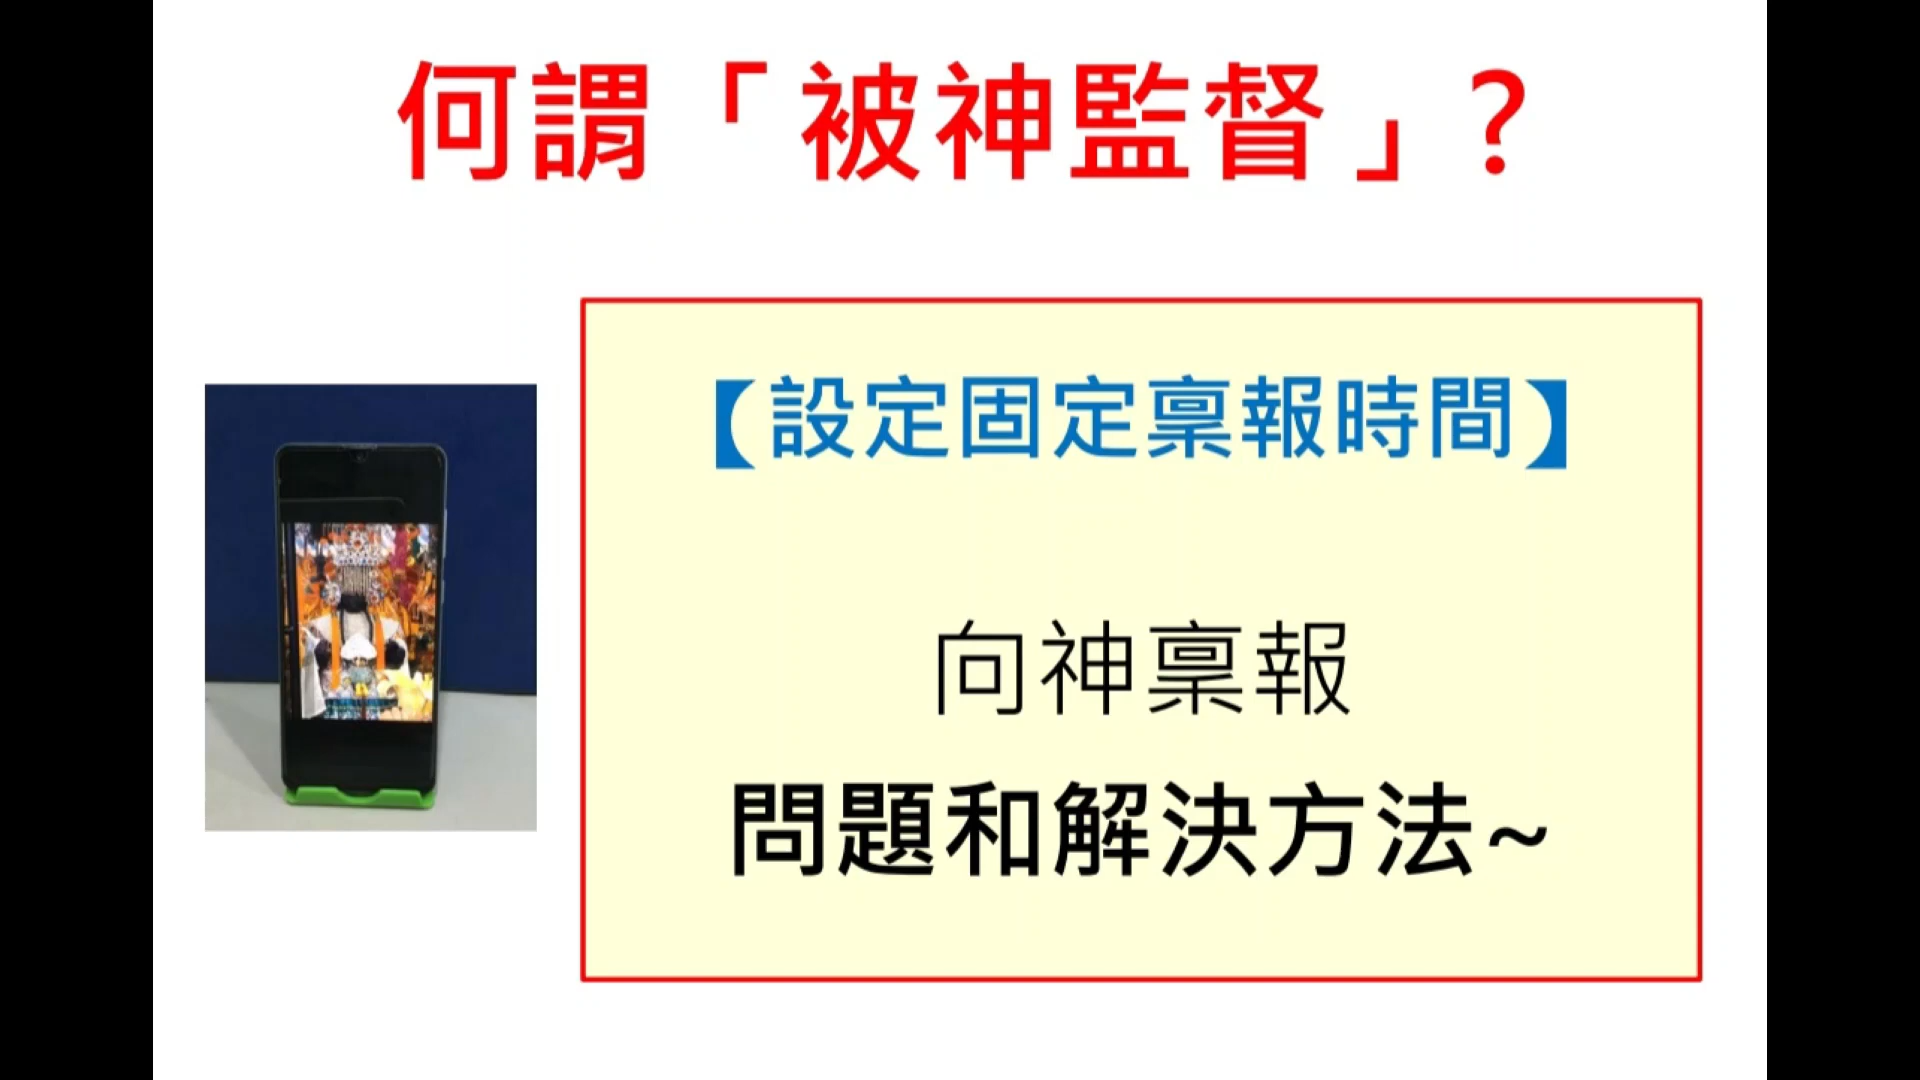 何謂「被神監督」?
【設定固定稟報時間】
向神稟報
問題和解決方法~